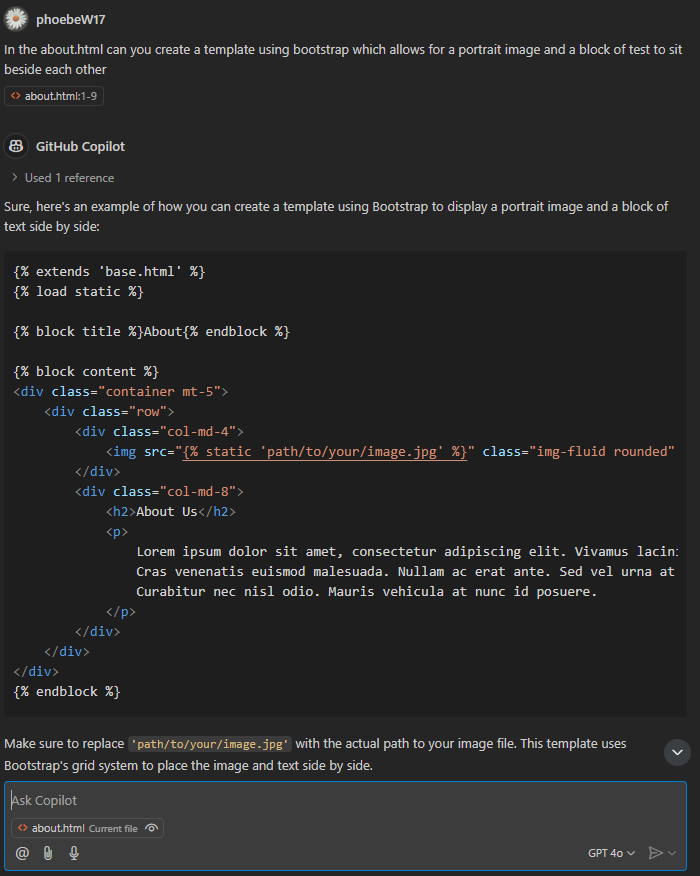 phoebeW17
In the about.html can you create a template using bootstrap which allows for a portrait image and a block of test to sit
beside each other
<> about.html:1-9
GitHub Copilot
> Used 1 reference
Sure, here's an example of how you can create a template using Bootstrap to display a portrait image and a block of
text side by side:
{% extends 'base.html' %}
{% load static %}
{% block title %}About{% endblock %}
{% block content %}
<div class="container mt-5">
    <div class="row">
        <div class="col-md-4">
            <img src="{% static 'path/to/your/image.jpg' %}" class="img-fluid rounded"
        </div>
        <div class="col-md-8">
            <h2>About Us</h2>
            <p>
                Lorem ipsum dolor sit amet, consectetur adipiscing elit. Vivamus lacini
                Cras venenatis euismod malesuada. Nullam ac erat ante. Sed vel urna at
                Curabitur nec nisl odio. Mauris vehicula at nunc id posuere.
            </p>
        </div>
    </div>
</div>
{% endblock %}
Make sure to replace 'path/to/your/image.jpg' with the actual path to your image file. This template uses
Bootstrap's grid system to place the image and text side by side.
Ask Copilot
<> about.html Current file
@ GPT 4o